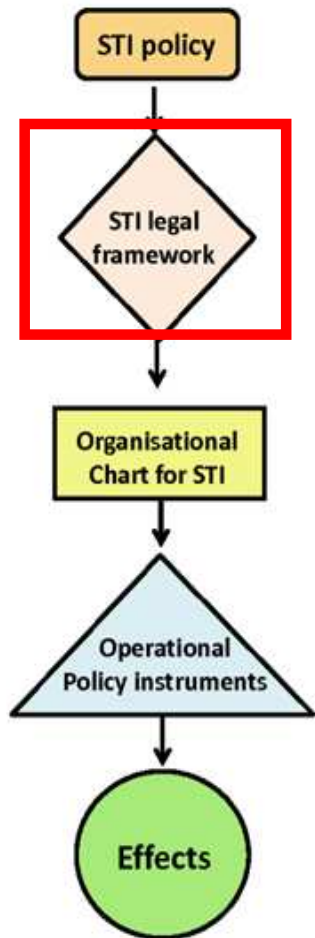 STI policy
STI legal
framework
Organisational
Chart for STI
Operational
Policy instruments
Effects